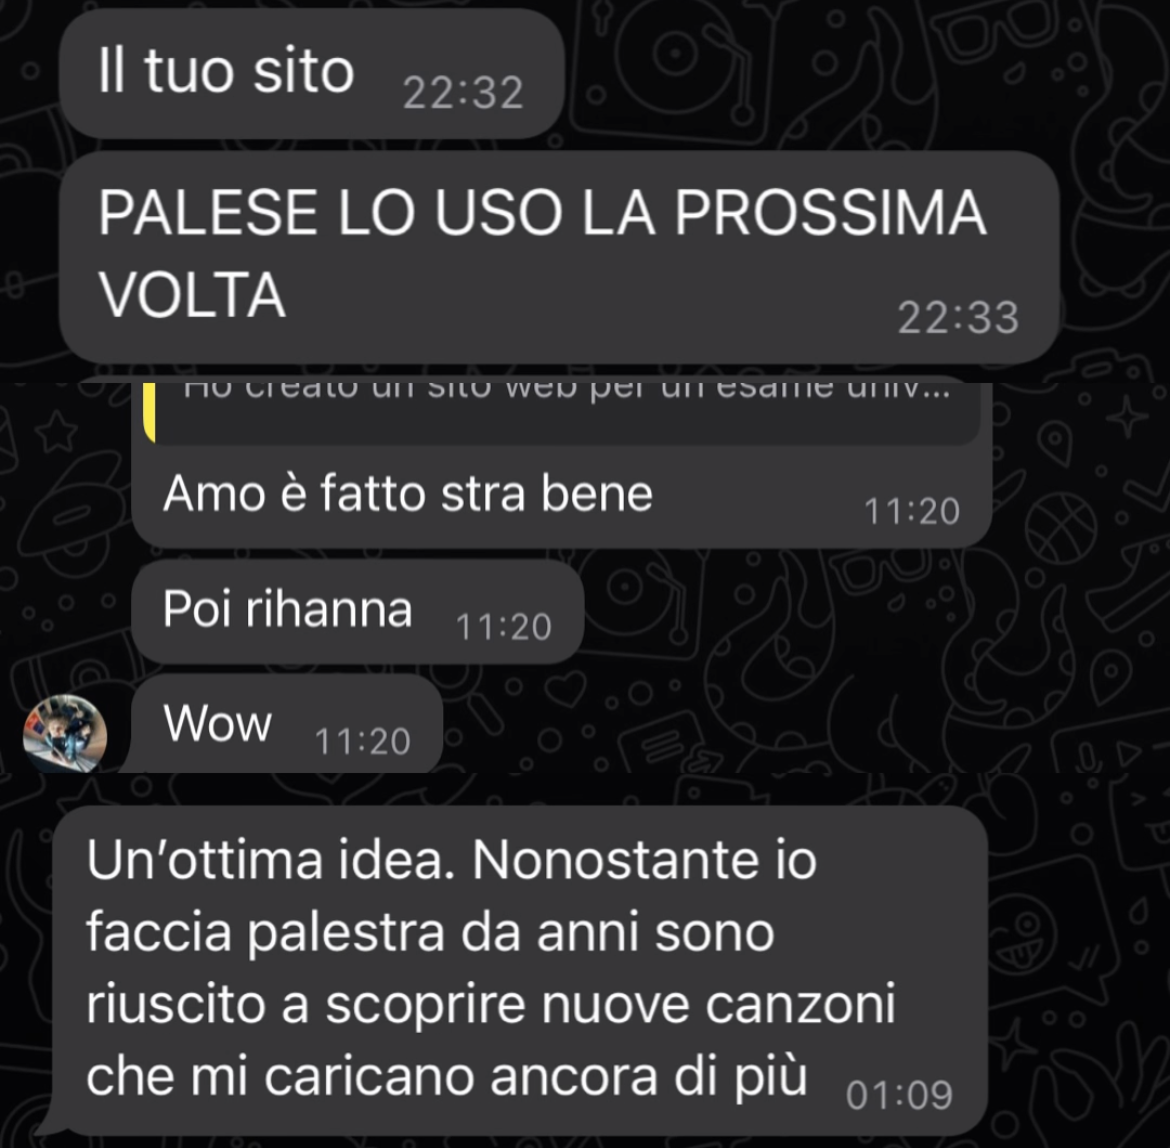 Il tuo sito 22:32
PALESE LO USO LA PROSSIMA
VOLTA 22:33
Ho creato un sito web per un esame univ...
Amo è fatto stra bene 11:20
Poi rihanna 11:20
Wow 11:20
Un’ottima idea. Nonostante io
faccia palestra da anni sono
riuscito a scoprire nuove canzoni
che mi caricano ancora di più 01:09